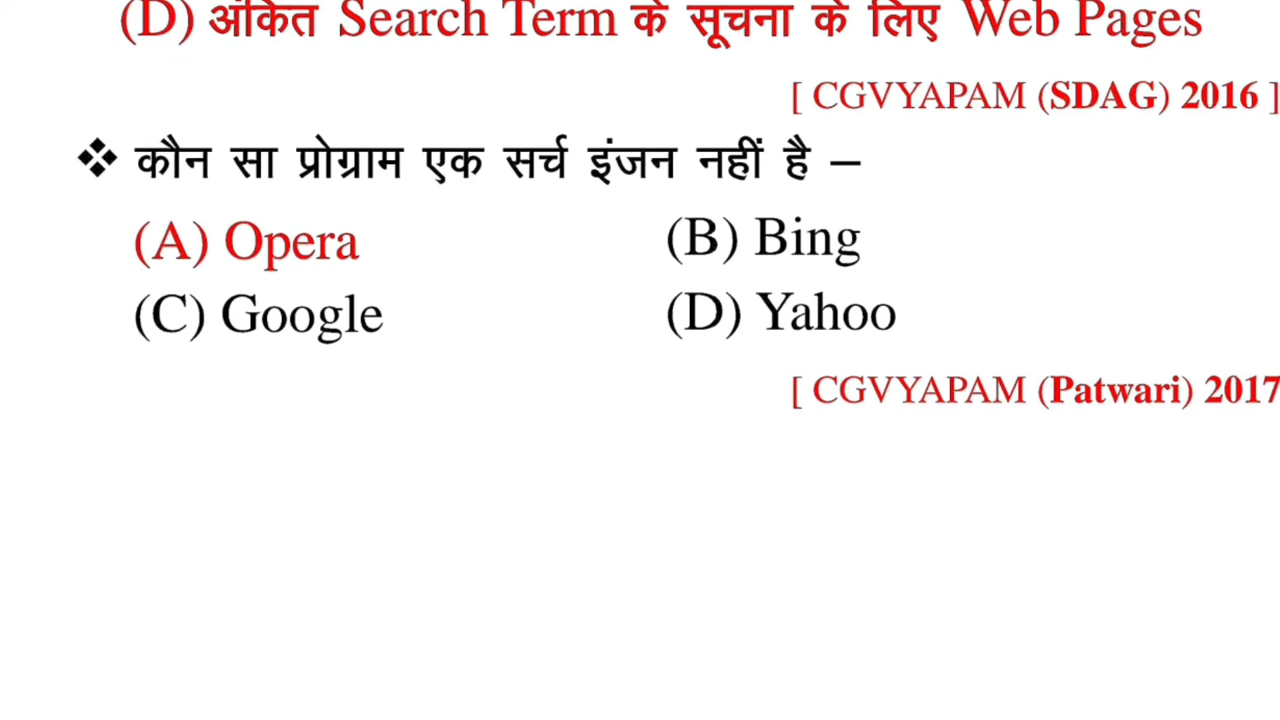 (D) अंकित Search Term के सूचना के लिए Web Pages
[ CGVYAPAM (SDAG) 2016 ]
❖ कौन सा प्रोग्राम एक सर्च इंजन नहीं है –
(A) Opera (B) Bing
(C) Google (D) Yahoo
[ CGVYAPAM (Patwari) 2017